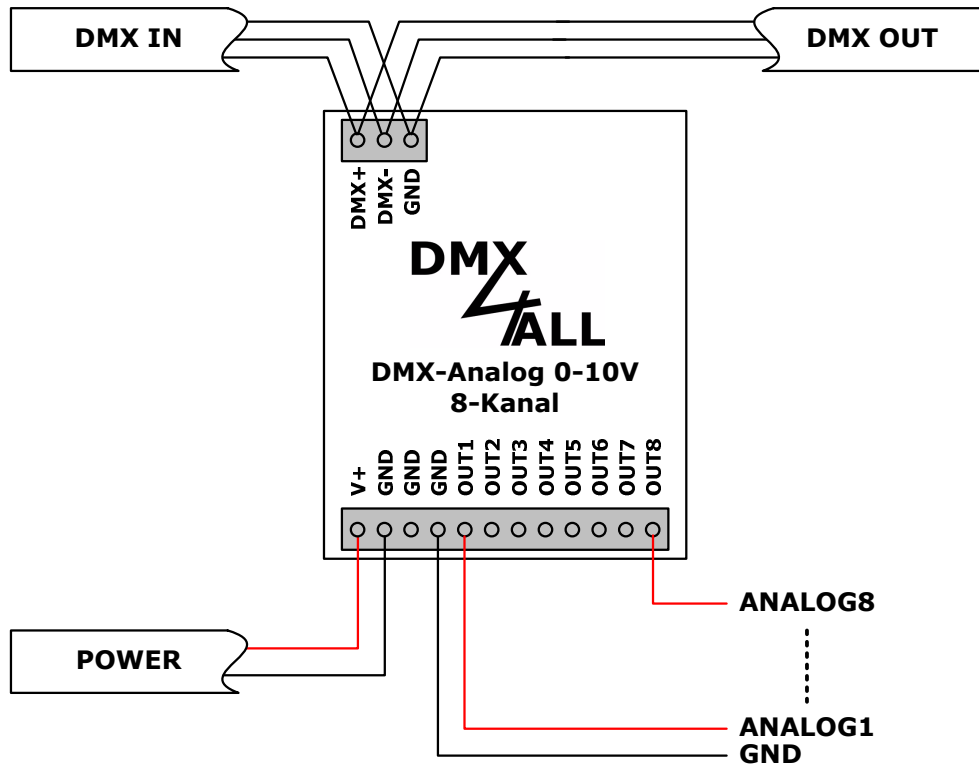 DMX IN
DMX OUT
DMX+
DMX-
GND
DMX
4ALL
DMX-Analog 0-10V
8-Kanal
V+
GND
GND
GND
OUT1
OUT2
OUT3
OUT4
OUT5
OUT6
OUT7
OUT8
ANALOG8
POWER
ANALOG1
GND